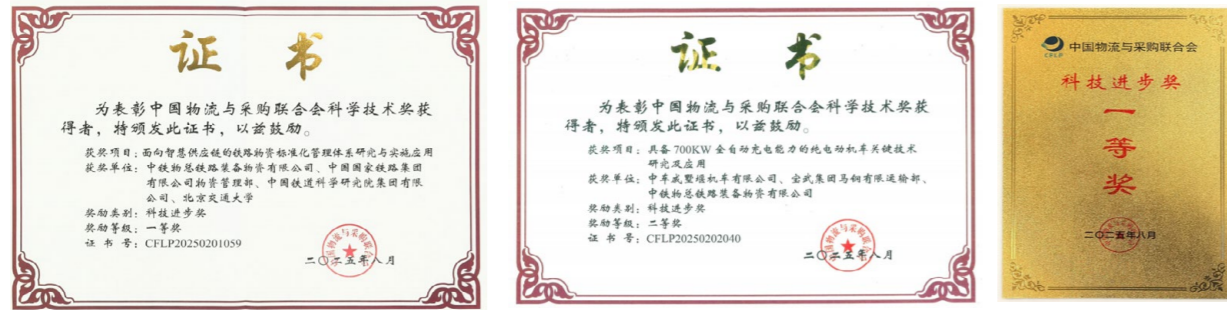 证 书
为表彰中国物流与采购联合会科学技术奖获
得者，特颁发此证书，以兹鼓励。
获奖项目：面向智慧供应链的铁路物资标准化管理体系研究与实施应用
获奖单位：中铁物总铁路装备物资有限公司、中国国家铁路集团
有限公司物资管理部、中国铁道科学研究院集团有限
公司、北京交通大学
奖励类别：科技进步奖
奖励等级：一等奖
证 书 号：CFLP20250201059
二〇二五年八月
证 书
为表彰中国物流与采购联合会科学技术奖获
得者，特颁发此证书，以兹鼓励。
获奖项目：具备700KW全自动充电能力的纯电动机车关键技术
研究及应用
获奖单位：中车戚墅堰机车有限公司、宝武集团马钢有限运输部、
中铁物总铁路装备物资有限公司
奖励类别：科技进步奖
奖励等级：二等奖
证 书 号：CFLP20250202040
二〇二五年八月
CFLP
中国物流与采购联合会
科技进步奖
一
等
奖
二〇二五年八月